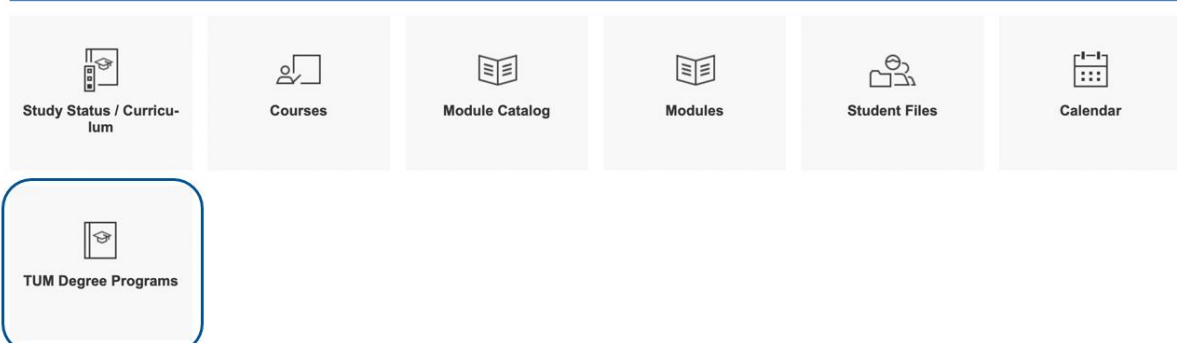 Study Status / Curricu-
lum
Courses
Module Catalog
Modules
Student Files
Calendar
TUM Degree Programs